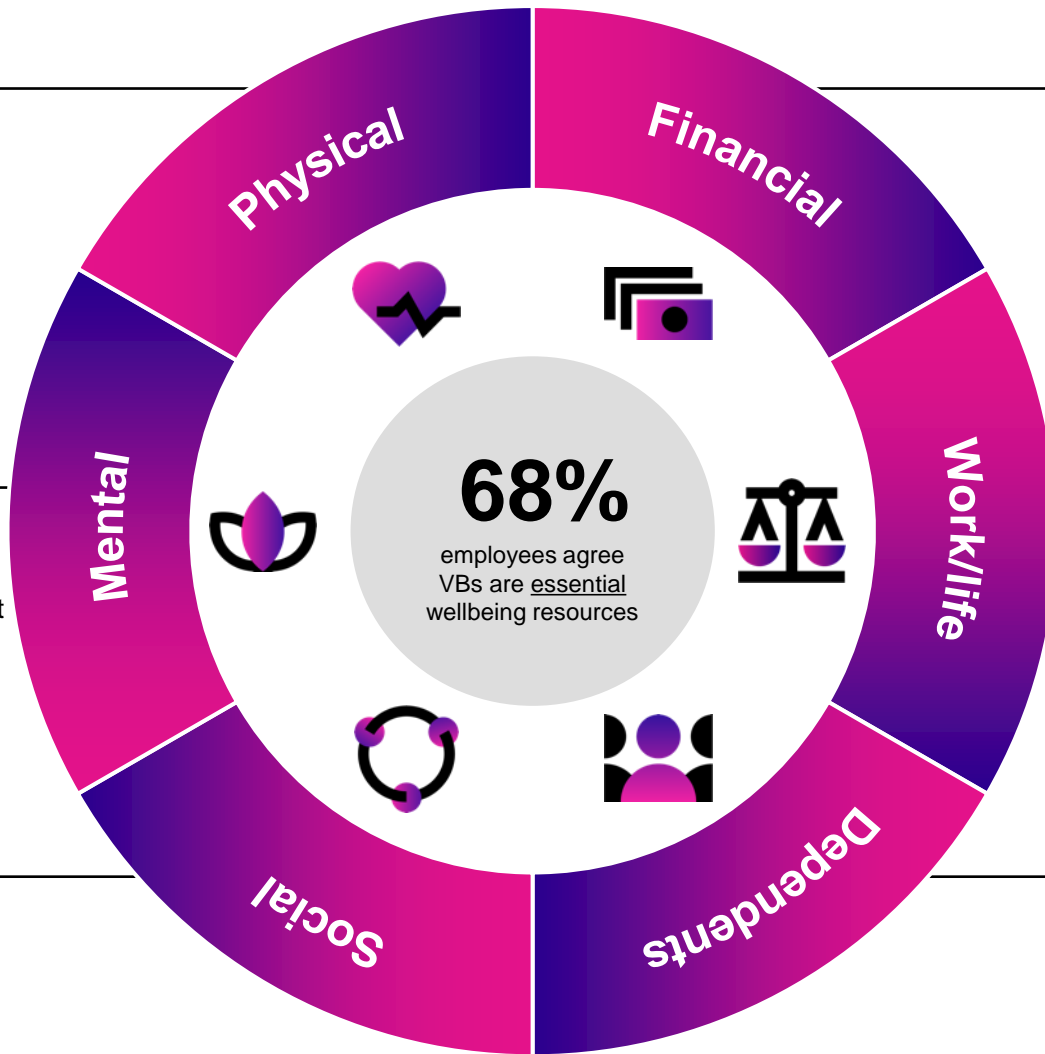 Physical
Financial
Work/life
Dependents
Social
Mental
68%
employees agree
VBs are essential
wellbeing resources
t